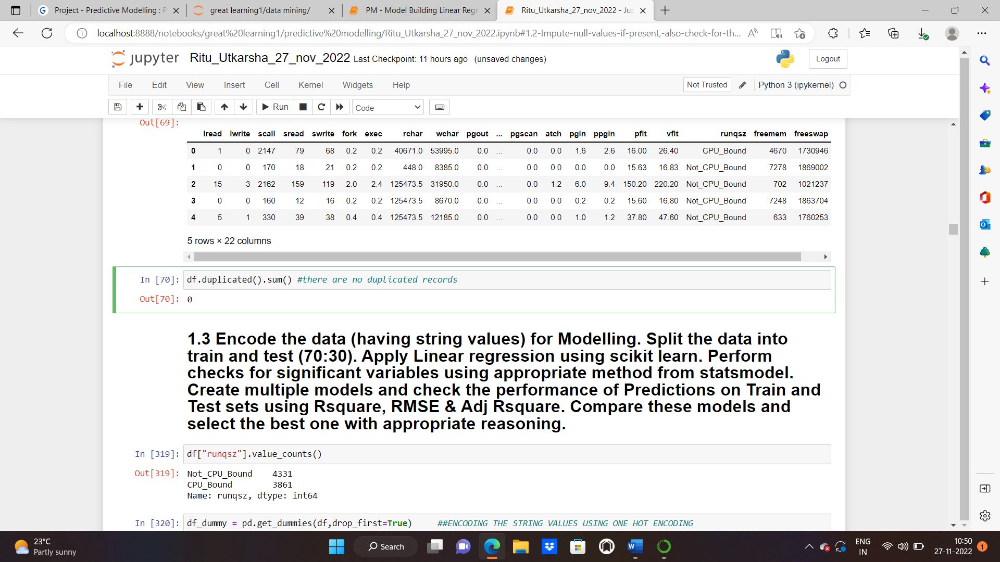 Project - Predictive Modelling : P
great learning1/data mining/
PM - Model Building Linear Regr
Ritu_Utkarsha_27_nov_2022 - Jup
localhost:8888/notebooks/great%20learning1/predictive%20modelling/Ritu_Utkarsha_27_nov_2022.ipynb#1.2-Impute-null-values-if-present,-also-check-for-th...
jupyter Ritu_Utkarsha_27_nov_2022 Last Checkpoint: 11 hours ago (unsaved changes) Logout
File Edit View Insert Cell Kernel Widgets Help Not Trusted Python 3 (ipykernel)
Run Code
Out[69]:
lread lwrite scall sread swrite fork exec rchar wchar pgout ... pgscan atch pgin ppgin pflt vflt runqsz freemem freeswap
0 1 0 2147 79 68 0.2 0.2 40671.0 53995.0 0.0 ... 0.0 0.0 1.6 2.6 16.00 26.40 CPU_Bound 4670 1730946
1 0 0 170 18 21 0.2 0.2 448.0 8385.0 0.0 ... 0.0 0.0 0.0 0.0 15.63 16.83 Not_CPU_Bound 7278 1869002
2 15 3 2162 159 119 2.0 2.4 125473.5 31950.0 0.0 ... 0.0 1.2 6.0 9.4 150.20 220.20 Not_CPU_Bound 702 1021237
3 0 0 160 12 16 0.2 0.2 125473.5 8670.0 0.0 ... 0.0 0.0 0.2 0.2 15.60 16.80 Not_CPU_Bound 7248 1863704
4 5 1 330 39 38 0.4 0.4 125473.5 12185.0 0.0 ... 0.0 0.0 1.0 1.2 37.80 47.60 Not_CPU_Bound 633 1760253
5 rows × 22 columns
In [70]: df.duplicated().sum() #there are no duplicated records
Out[70]: 0
1.3 Encode the data (having string values) for Modelling. Split the data into
train and test (70:30). Apply Linear regression using scikit learn. Perform
checks for significant variables using appropriate method from statsmodel.
Create multiple models and check the performance of Predictions on Train and
Test sets using Rsquare, RMSE & Adj Rsquare. Compare these models and
select the best one with appropriate reasoning.
In [319]: df["runqsz"].value_counts()
Out[319]: Not_CPU_Bound 4331
CPU_Bound 3861
Name: runqsz, dtype: int64
In [320]: df_dummy = pd.get_dummies(df,drop_first=True) ##ENCODING THE STRING VALUES USING ONE HOT ENCODING
23°C
Partly sunny
Search
ENG
IN
10:50
27-11-2022
1